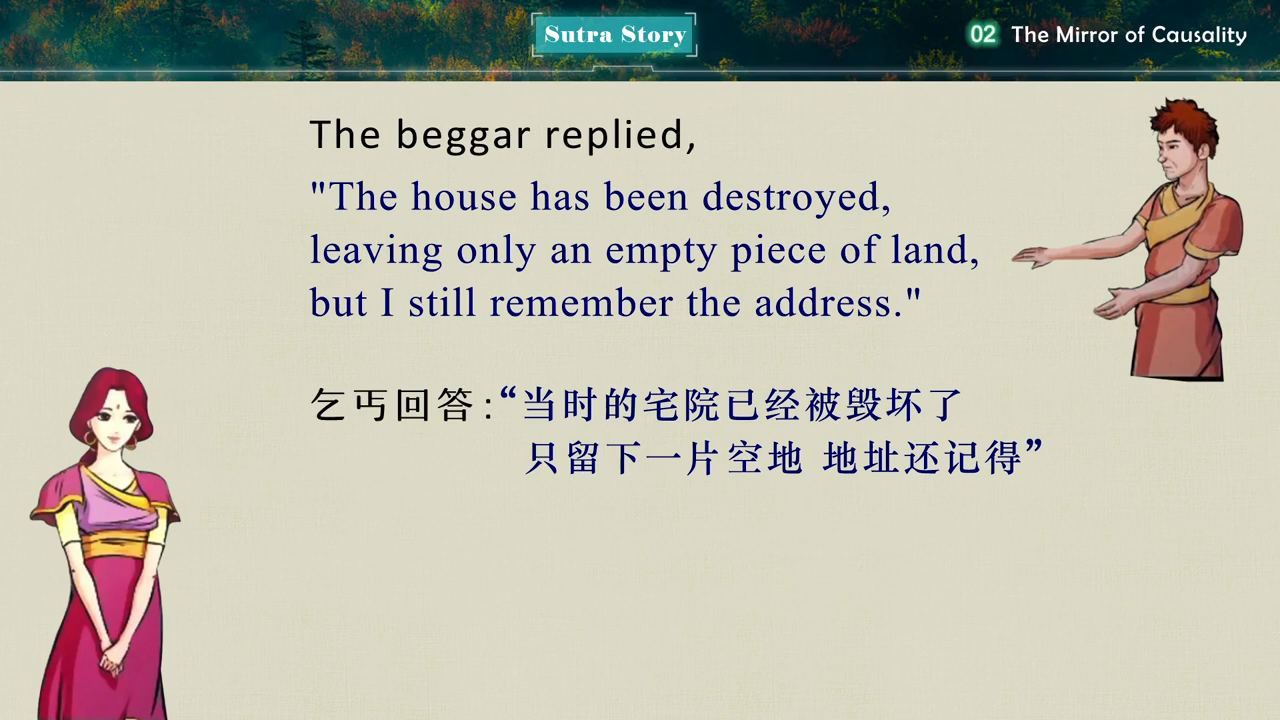 Sutra Story
02 The Mirror of Causality
The beggar replied,
"The house has been destroyed,
leaving only an empty piece of land,
but I still remember the address."
乞丐回答:“当时的宅院已经被毁坏了
只留下一片空地 地址还记得”